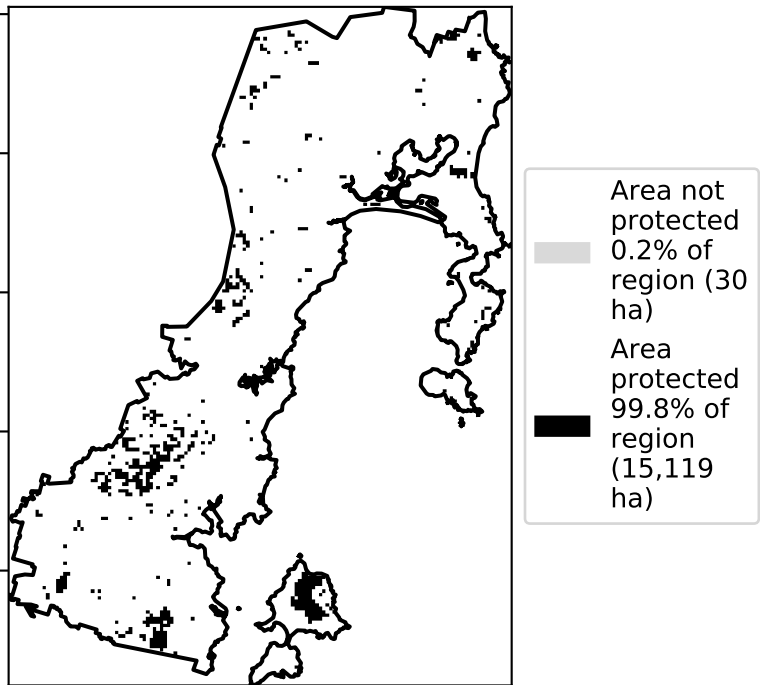 Area not
protected
0.2% of
region (30
ha)
Area
protected
99.8% of
region
(15,119
ha)